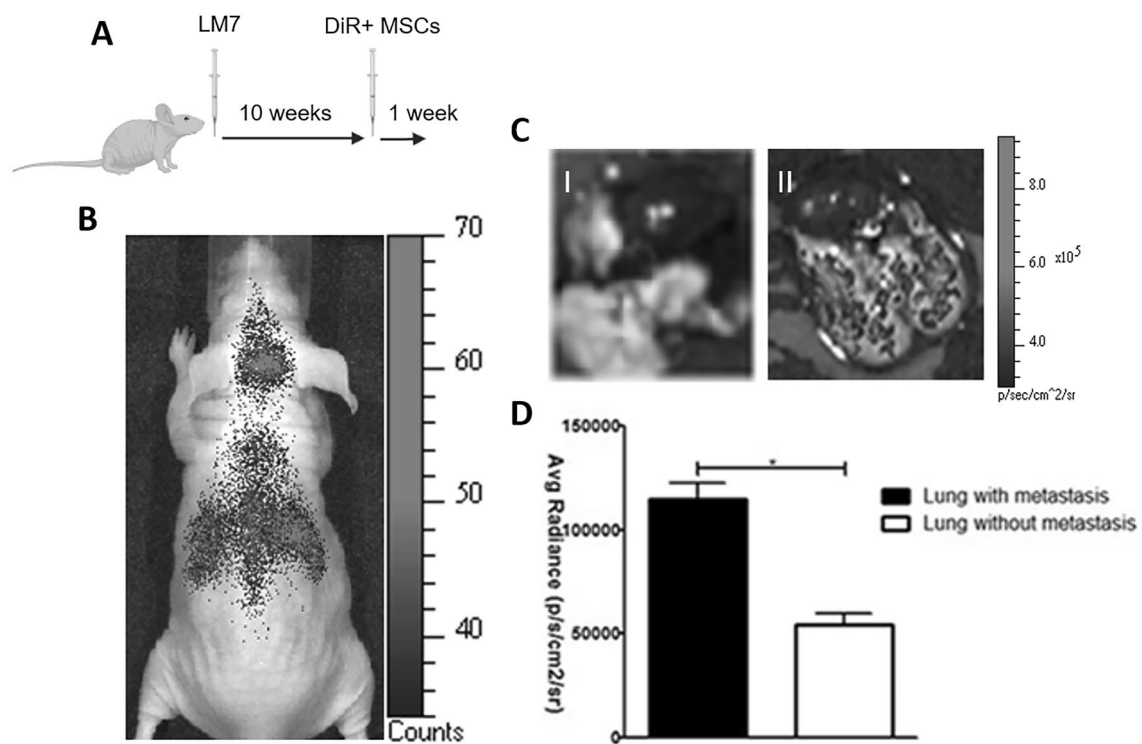 A
LM7
DiR+ MSCs
10 weeks
1 week
B
70
60
50
40
Counts
C
I
II
8.0
6.0
x10^5
4.0
p/sec/cm^2/sr
D
150000
100000
50000
0
Avg Radiance (p/s/cm2/sr)
*
Lung with metastasis
Lung without metastasis